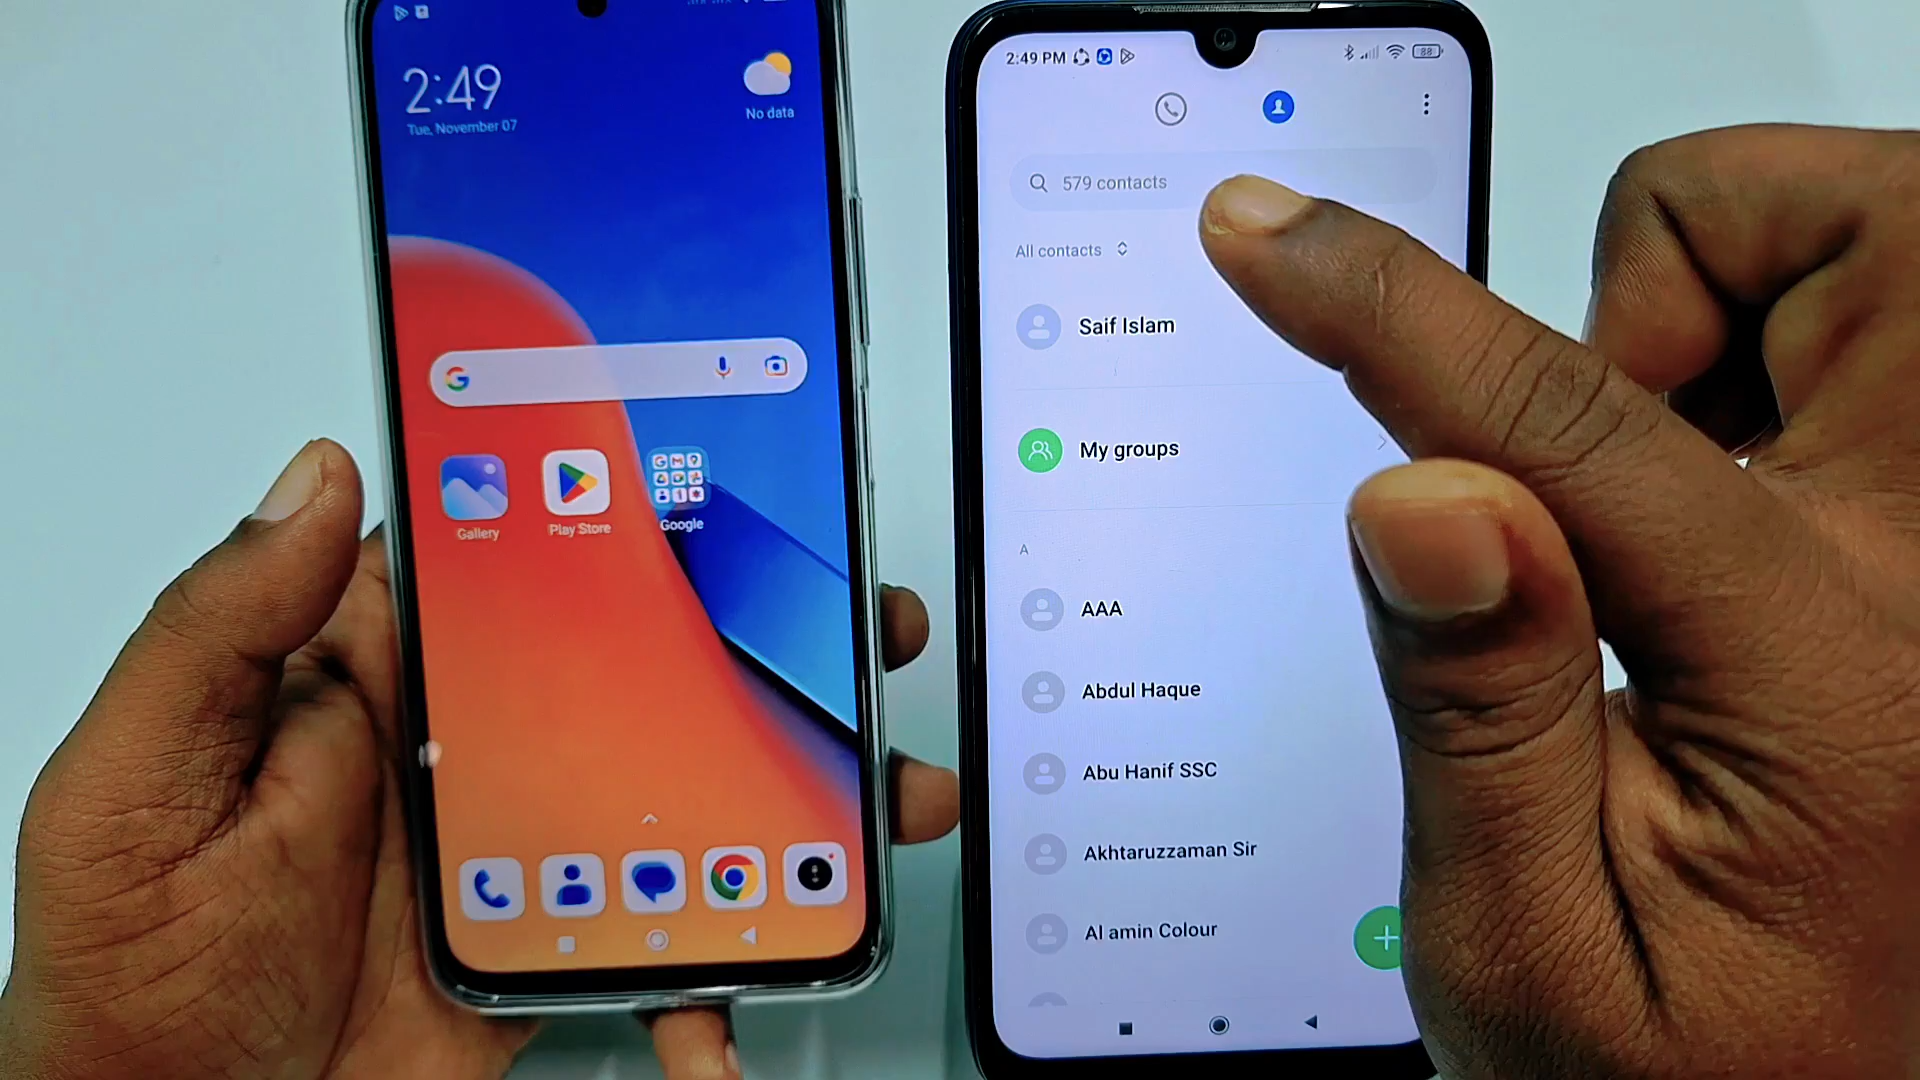 2:49
Tue, November 07
No data
Gallery
Play Store
Google
2:49 PM
88
579 contacts
All contacts
Saif Islam
My groups
A
AAA
Abdul Haque
Abu Hanif SSC
Akhtaruzzaman Sir
Al amin Colour